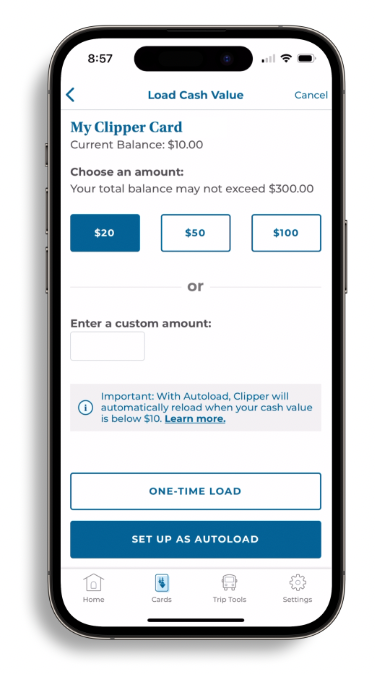 8:57
Load Cash Value
Cancel
My Clipper Card
Current Balance: $10.00
Choose an amount:
Your total balance may not exceed $300.00
$20
$50
$100
or
Enter a custom amount:
Important: With Autoload, Clipper will
automatically reload when your cash value
is below $10. Learn more.
ONE-TIME LOAD
SET UP AS AUTOLOAD
Home
Cards
Trip Tools
Settings